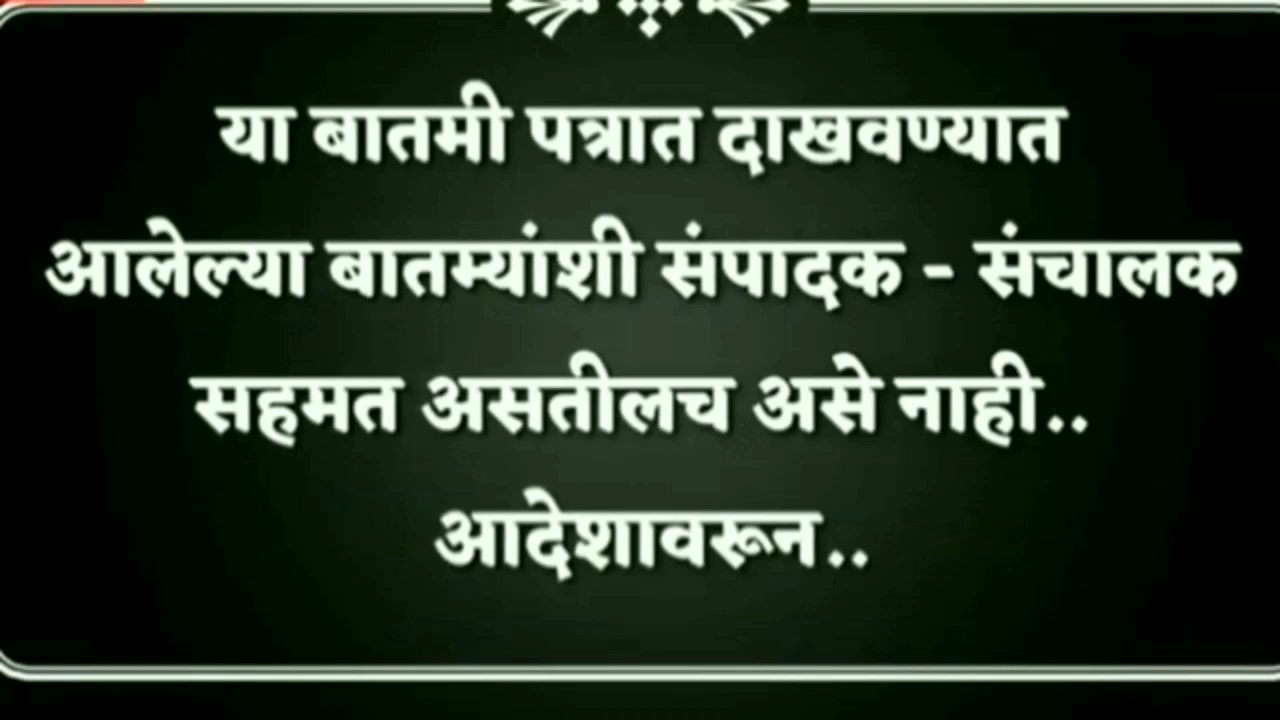 या बातमी पत्रात दाखवण्यात
आलेल्या बातम्यांशी संपादक - संचालक
सहमत असतीलच असे नाही..
आदेशावरून..